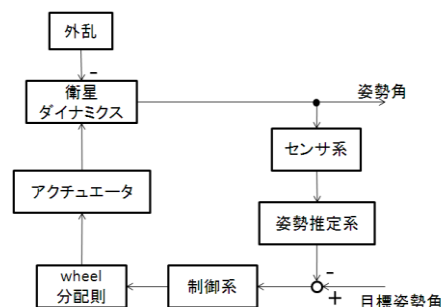 外乱
-
衛星
ダイナミクス
姿勢角
センサ系
アクチュエータ
姿勢推定系
-
wheel
分配則
制御系
+
目標姿勢角